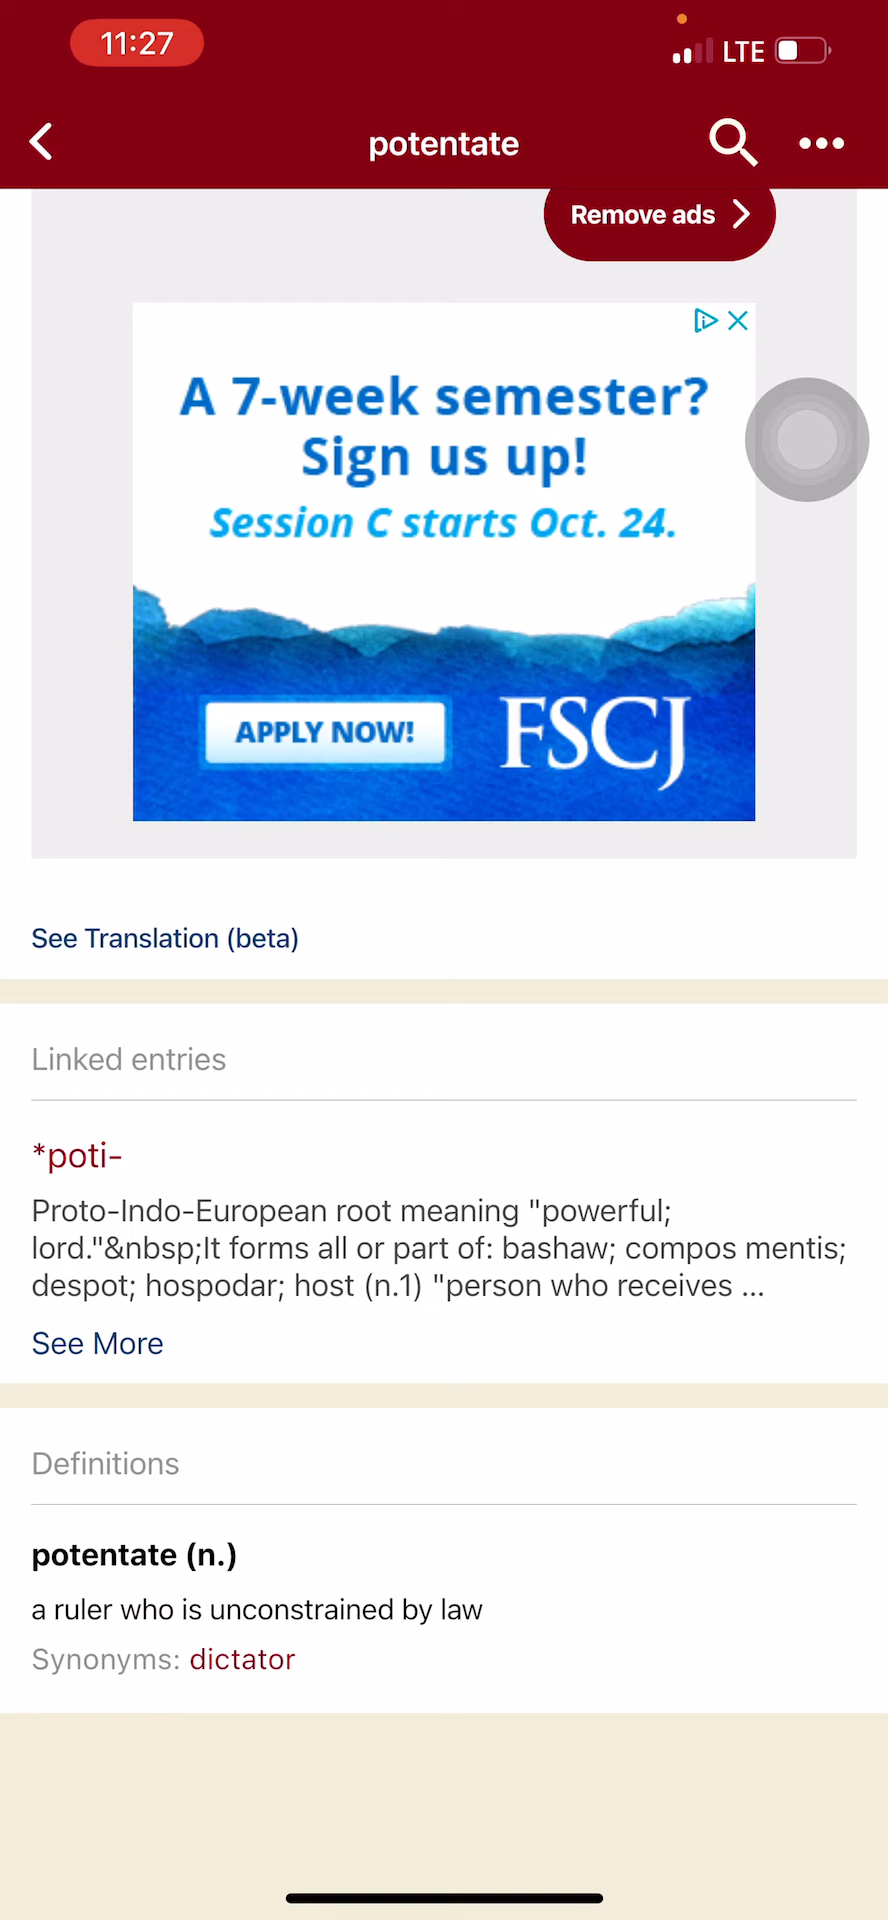 11:27
LTE
potentate
Remove ads
A 7-week semester?
Sign us up!
Session C starts Oct. 24.
APPLY NOW!
FSCJ
See Translation (beta)
Linked entries
*poti-
Proto-Indo-European root meaning "powerful;
lord."&nbsp;It forms all or part of: bashaw; compos mentis;
despot; hospodar; host (n.1) "person who receives ...
See More
Definitions
potentate (n.)
a ruler who is unconstrained by law
Synonyms: dictator